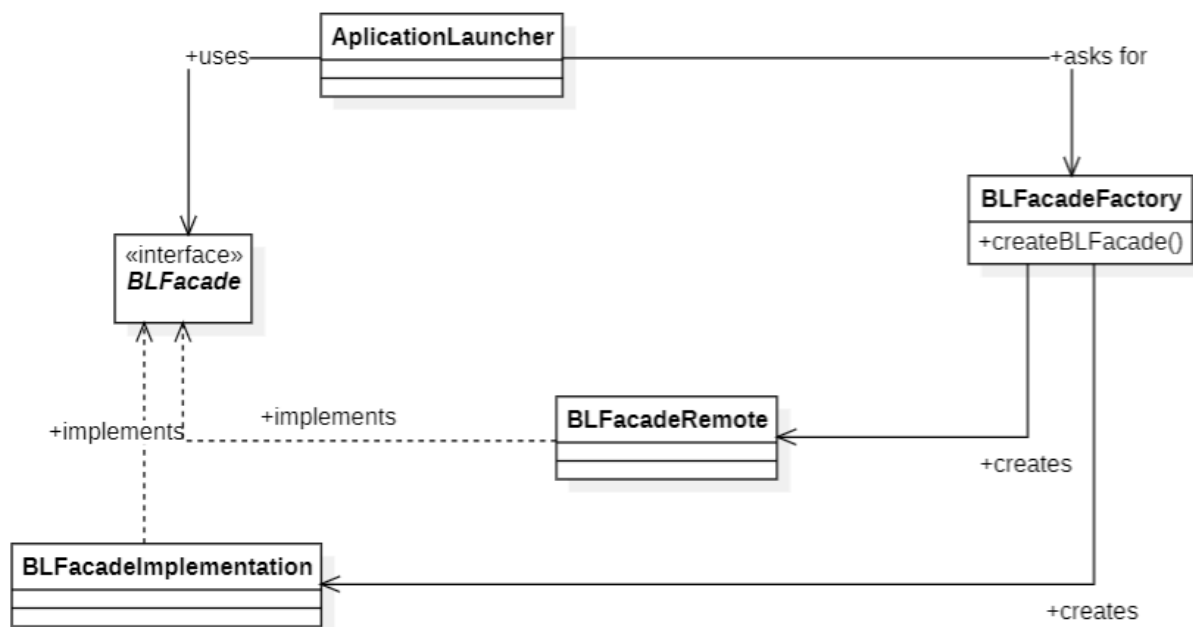 AplicationLauncher
+uses
+asks for
BLFacadeFactory
+createBLFacade()
«interface»
BLFacade
BLFacadeRemote
+implements
+implements
+creates
BLFacadeImplementation
+creates